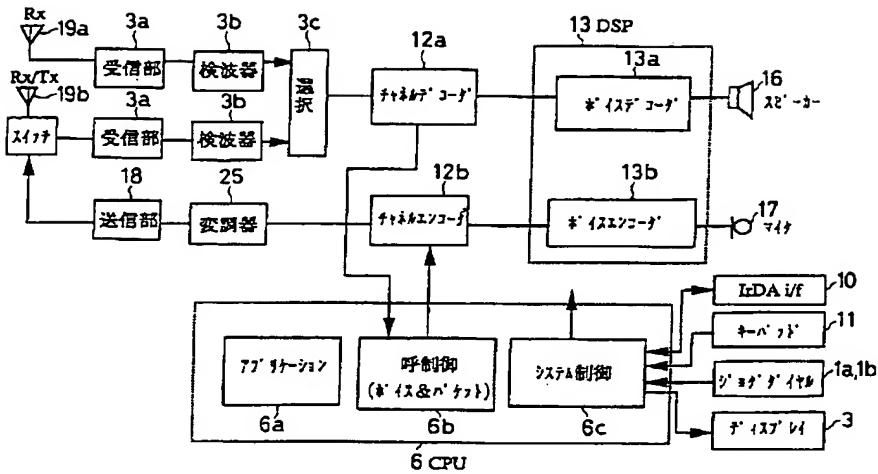 Rx
19a
3a
受信部
3b
検波器
3c
選択
12a
チャネルデコーダ
13 DSP
13a
ボイスデコーダ
16
スピーカー
Rx/Tx
19b
スイッチ
3a
受信部
3b
検波器
18
送信部
25
変調器
12b
チャネルエンコーダ
13b
ボイスエンコーダ
17
マイク
アプリケーション
6a
呼制御
(ボイス&パケット)
6b
システム制御
6c
6 CPU
IrDA i/f
10
キーパッド
11
ジョグダイヤル
1a,1b
ディスプレイ
3